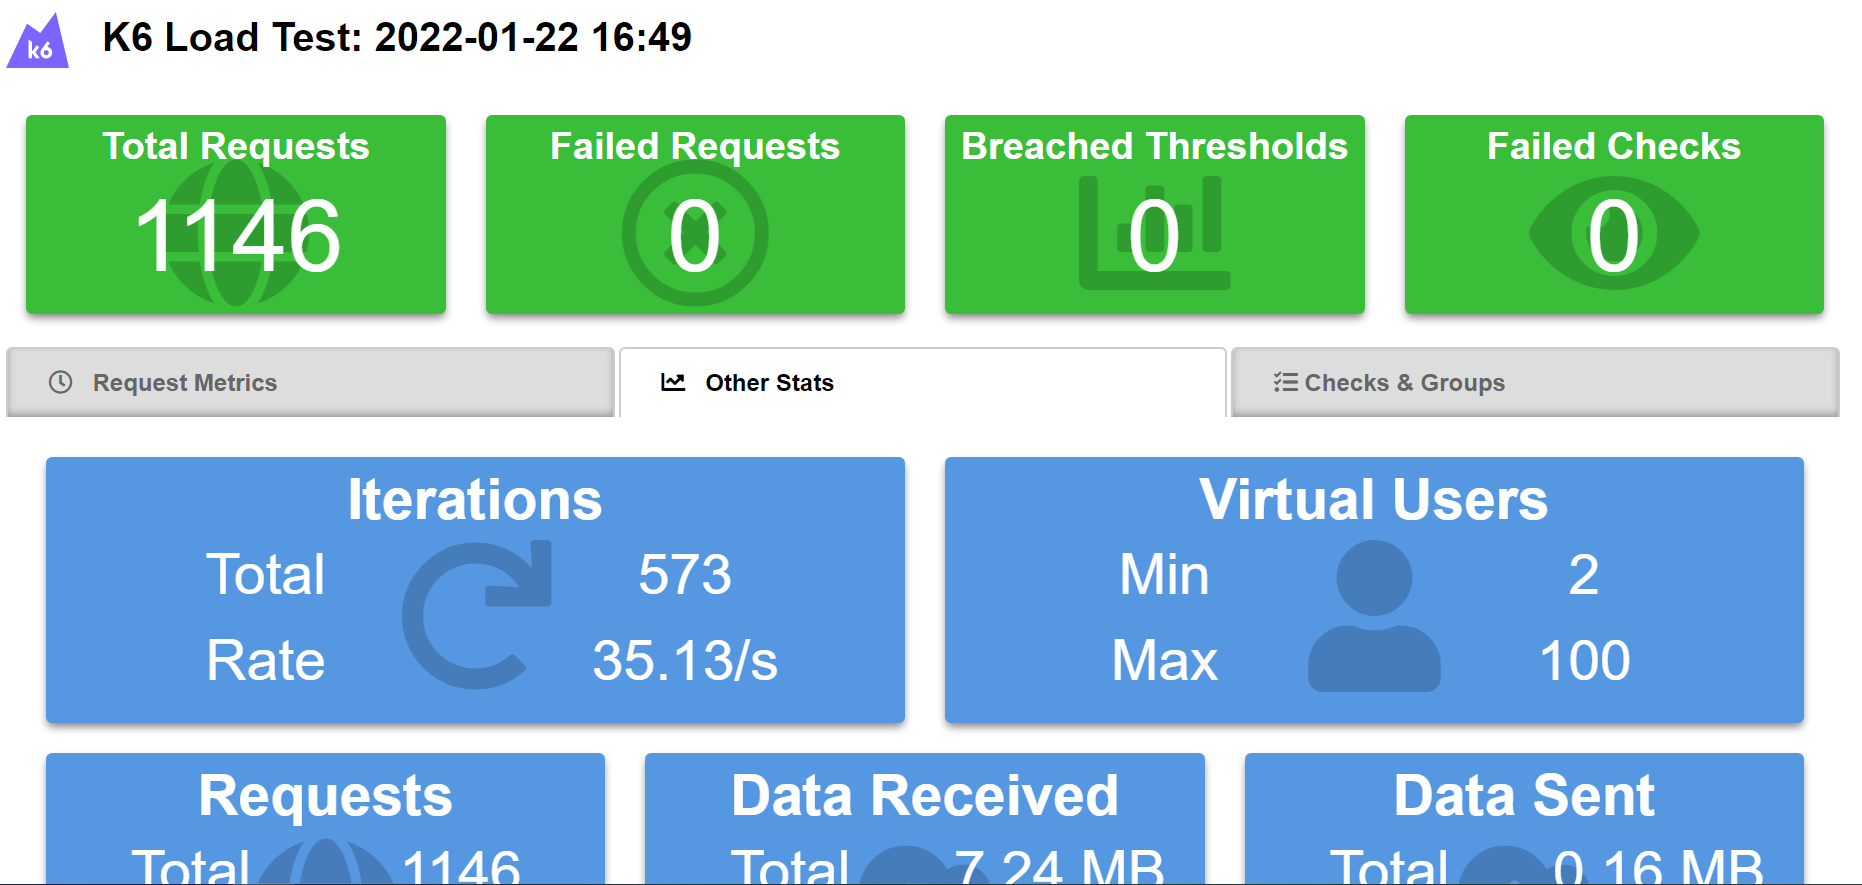 k6
K6 Load Test: 2022-01-22 16:49
Total Requests
1146
Failed Requests
0
Breached Thresholds
0
Failed Checks
0
Request Metrics
Other Stats
Checks & Groups
Iterations
Total 573
Rate 35.13/s
Virtual Users
Min 2
Max 100
Requests
Total 1146
Data Received
Total 7.24 MB
Data Sent
Total 0.16 MB